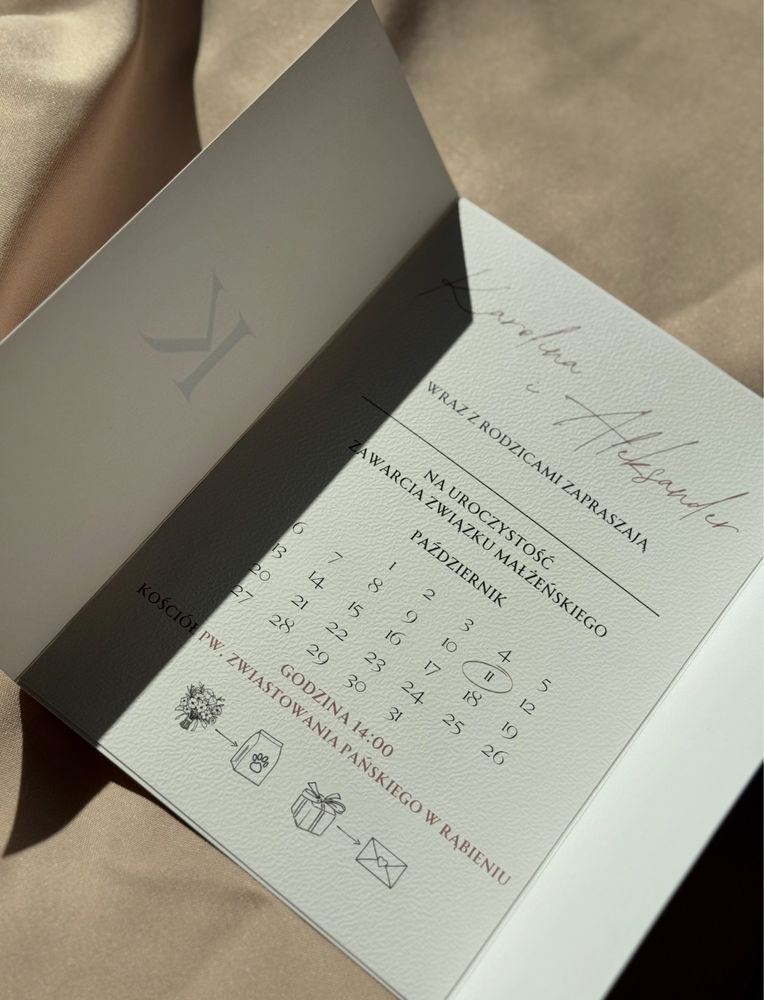 K
Karolina
i Aleksander
WRAZ Z RODZICAMI ZAPRASZAJĄ
NA UROCZYSTOŚĆ
ZAWARCIA ZWIĄZKU MAŁŻEŃSKIEGO
PAŹDZIERNIK
1 2 3 4 5
6 7 8 9 10 11 12
13 14 15 16 17 18 19
20 21 22 23 24 25 26
27 28 29 30 31
GODZINA 14:00
KOŚCIÓŁ PW. ZWIASTOWANIA PAŃSKIEGO W RĄBIENIU